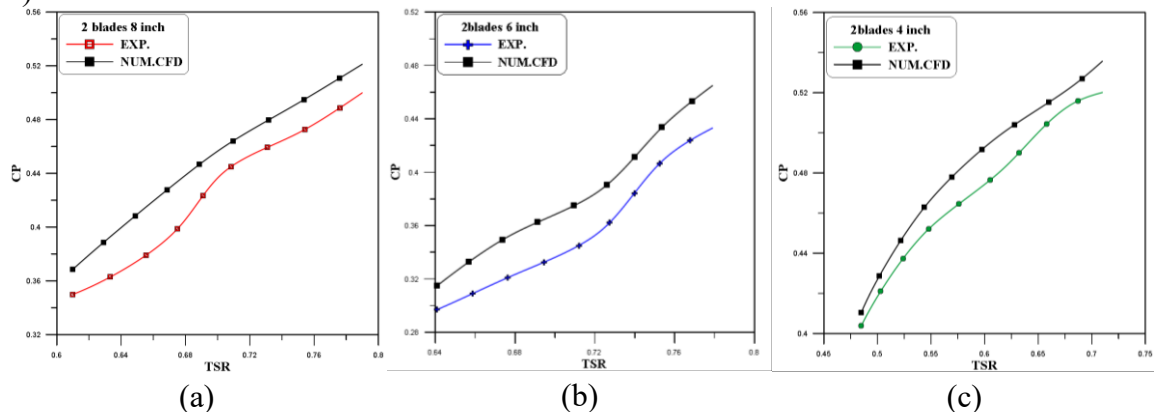 )
2 blades 8 inch
EXP.
NUM.CFD
0.56
0.52
0.48
0.44
0.4
0.36
0.32
CP
0.6 0.64 0.68 0.72 0.76 0.8
TSR
(a)
2blades 6 inch
EXP.
NUM.CFD
0.52
0.48
0.44
0.4
0.36
0.32
0.28
CP
0.64 0.68 0.72 0.76 0.8
TSR
(b)
2blades 4 inch
EXP.
NUM.CFD
0.56
0.52
0.48
0.44
0.4
CP
0.45 0.5 0.55 0.6 0.65 0.7 0.75
TSR
(c)